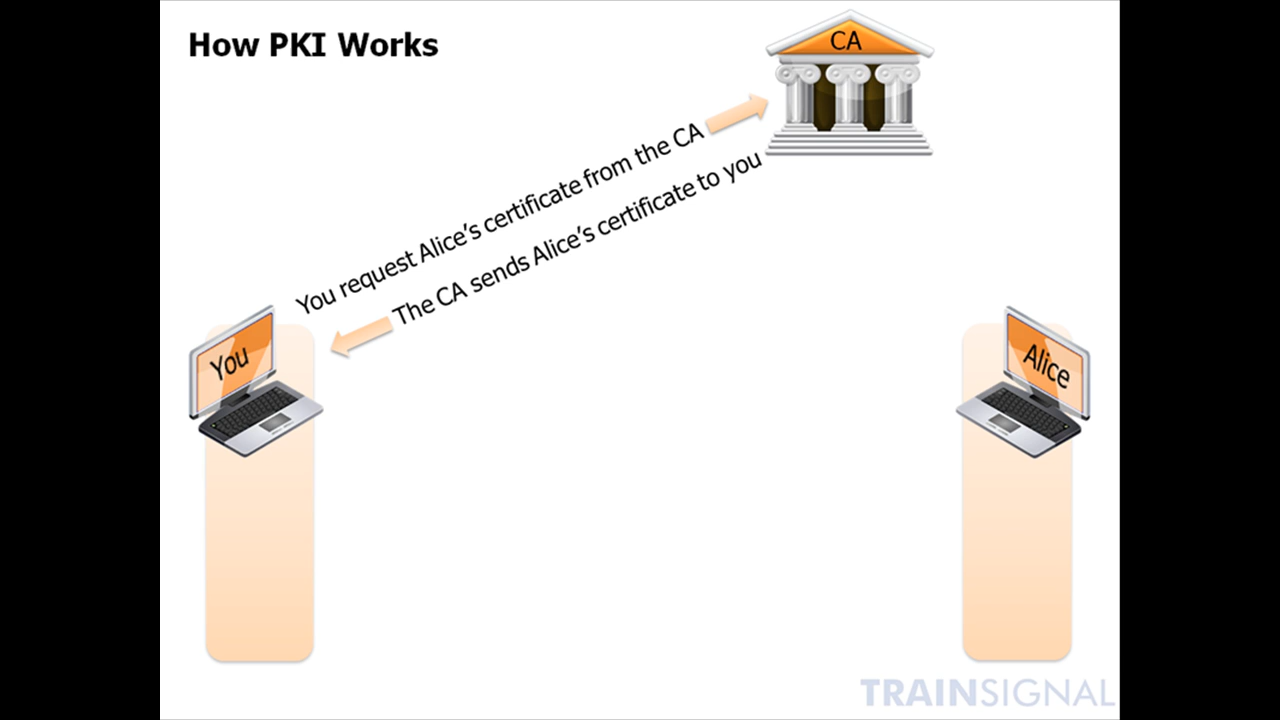 How PKI Works
CA
You request Alice's certificate from the CA
The CA sends Alice's certificate to you
You
Alice
TRAINSIGNAL